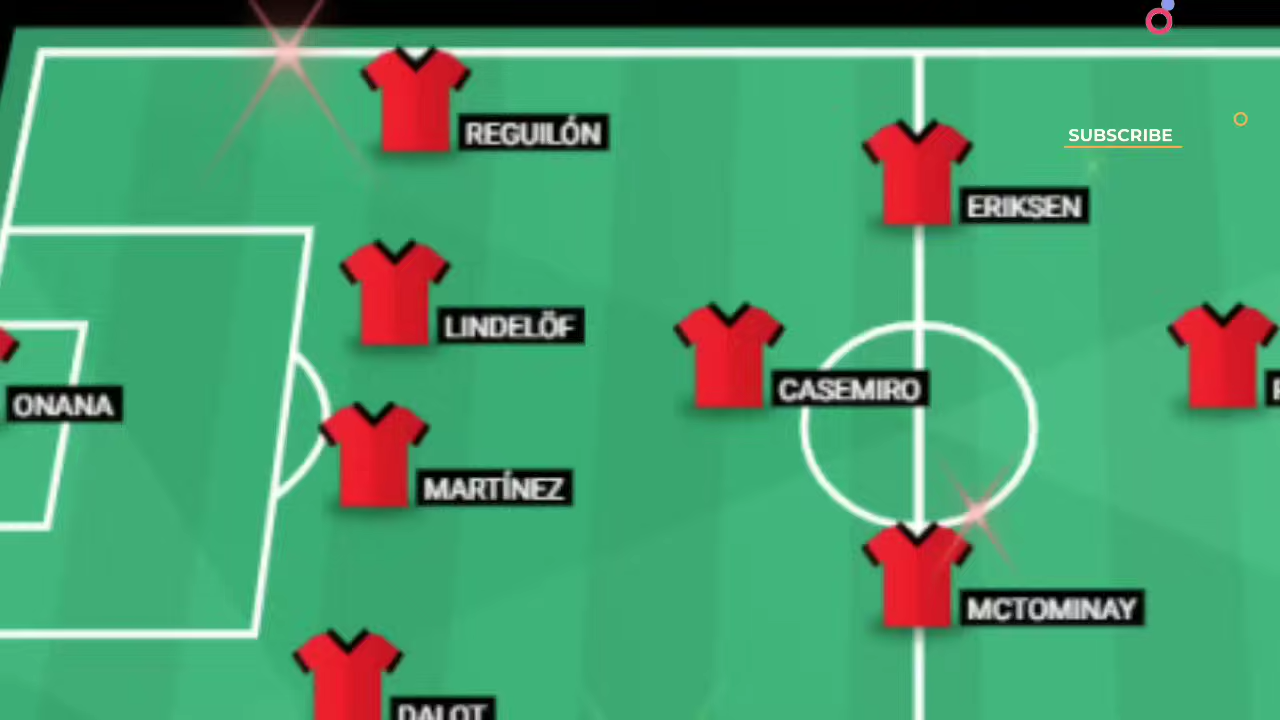 REGUILÓN
SUBSCRIBE
ERIKSEN
LINDELÖF
CASEMIRO
ONANA
MARTÍNEZ
MCTOMINAY
DALOT